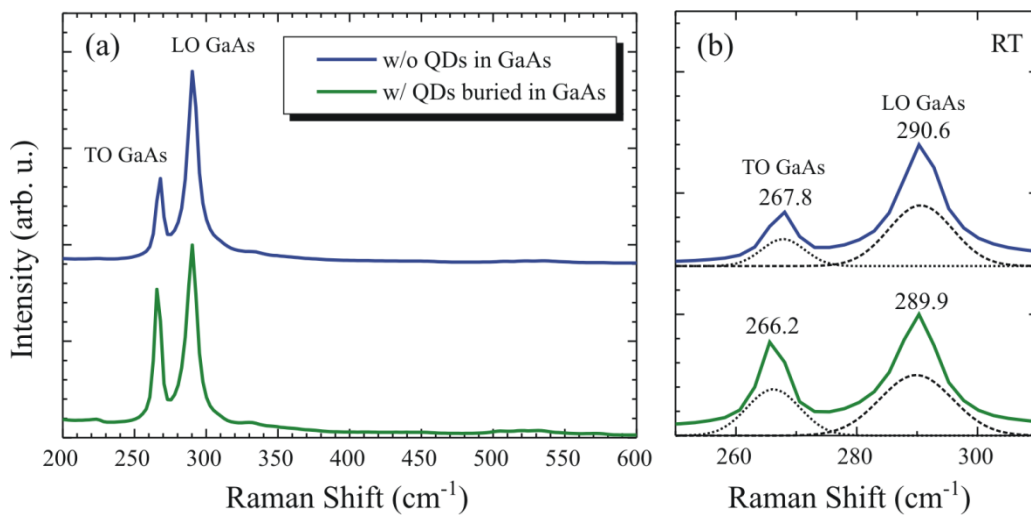 (a)
LO GaAs
TO GaAs
w/o QDs in GaAs
w/ QDs buried in GaAs
Intensity (arb. u.)
200 250 300 350 400 450 500 550 600
Raman Shift (cm⁻¹)
(b)
RT
LO GaAs
290.6
TO GaAs
267.8
266.2
289.9
260 280 300
Raman Shift (cm⁻¹)